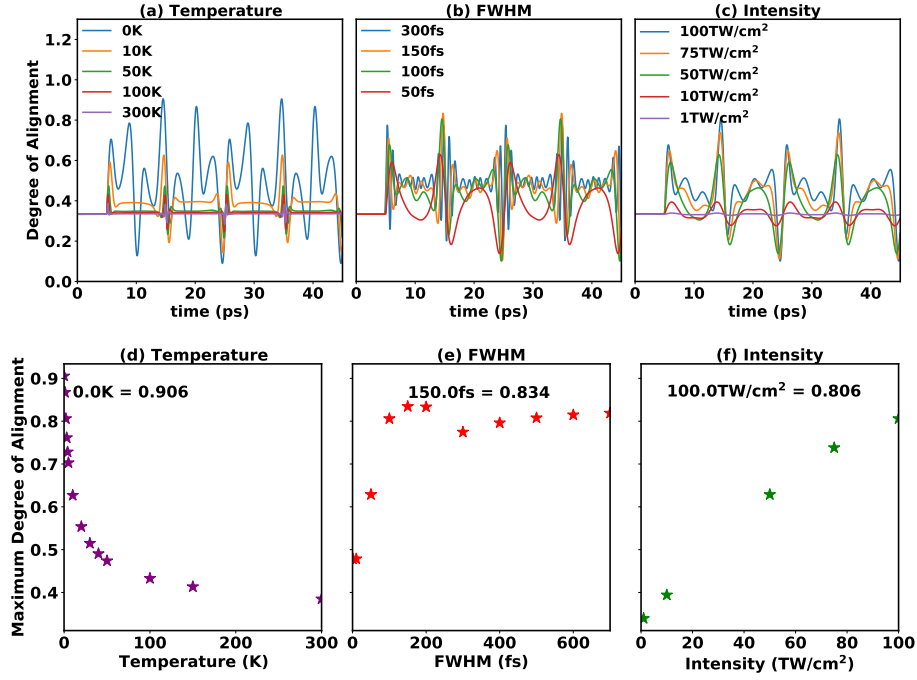 (a) Temperature
(b) FWHM
(c) Intensity
Degree of Alignment
1.2
1.0
0.8
0.6
0.4
0.2
0.0
0K
10K
50K
100K
300K
300fs
150fs
100fs
50fs
100TW/cm²
75TW/cm²
50TW/cm²
10TW/cm²
1TW/cm²
0 10 20 30 40
0 10 20 30 40
0 10 20 30 40
time (ps)
time (ps)
time (ps)
(d) Temperature
(e) FWHM
(f) Intensity
Maximum Degree of Alignment
0.9
0.8
0.7
0.6
0.5
0.4
0.0K = 0.906
150.0fs = 0.834
100.0TW/cm² = 0.806
0 50 100 150 200 250 300
0 200 400 600
0 20 40 60 80 100
Temperature (K)
FWHM (fs)
Intensity (TW/cm²)